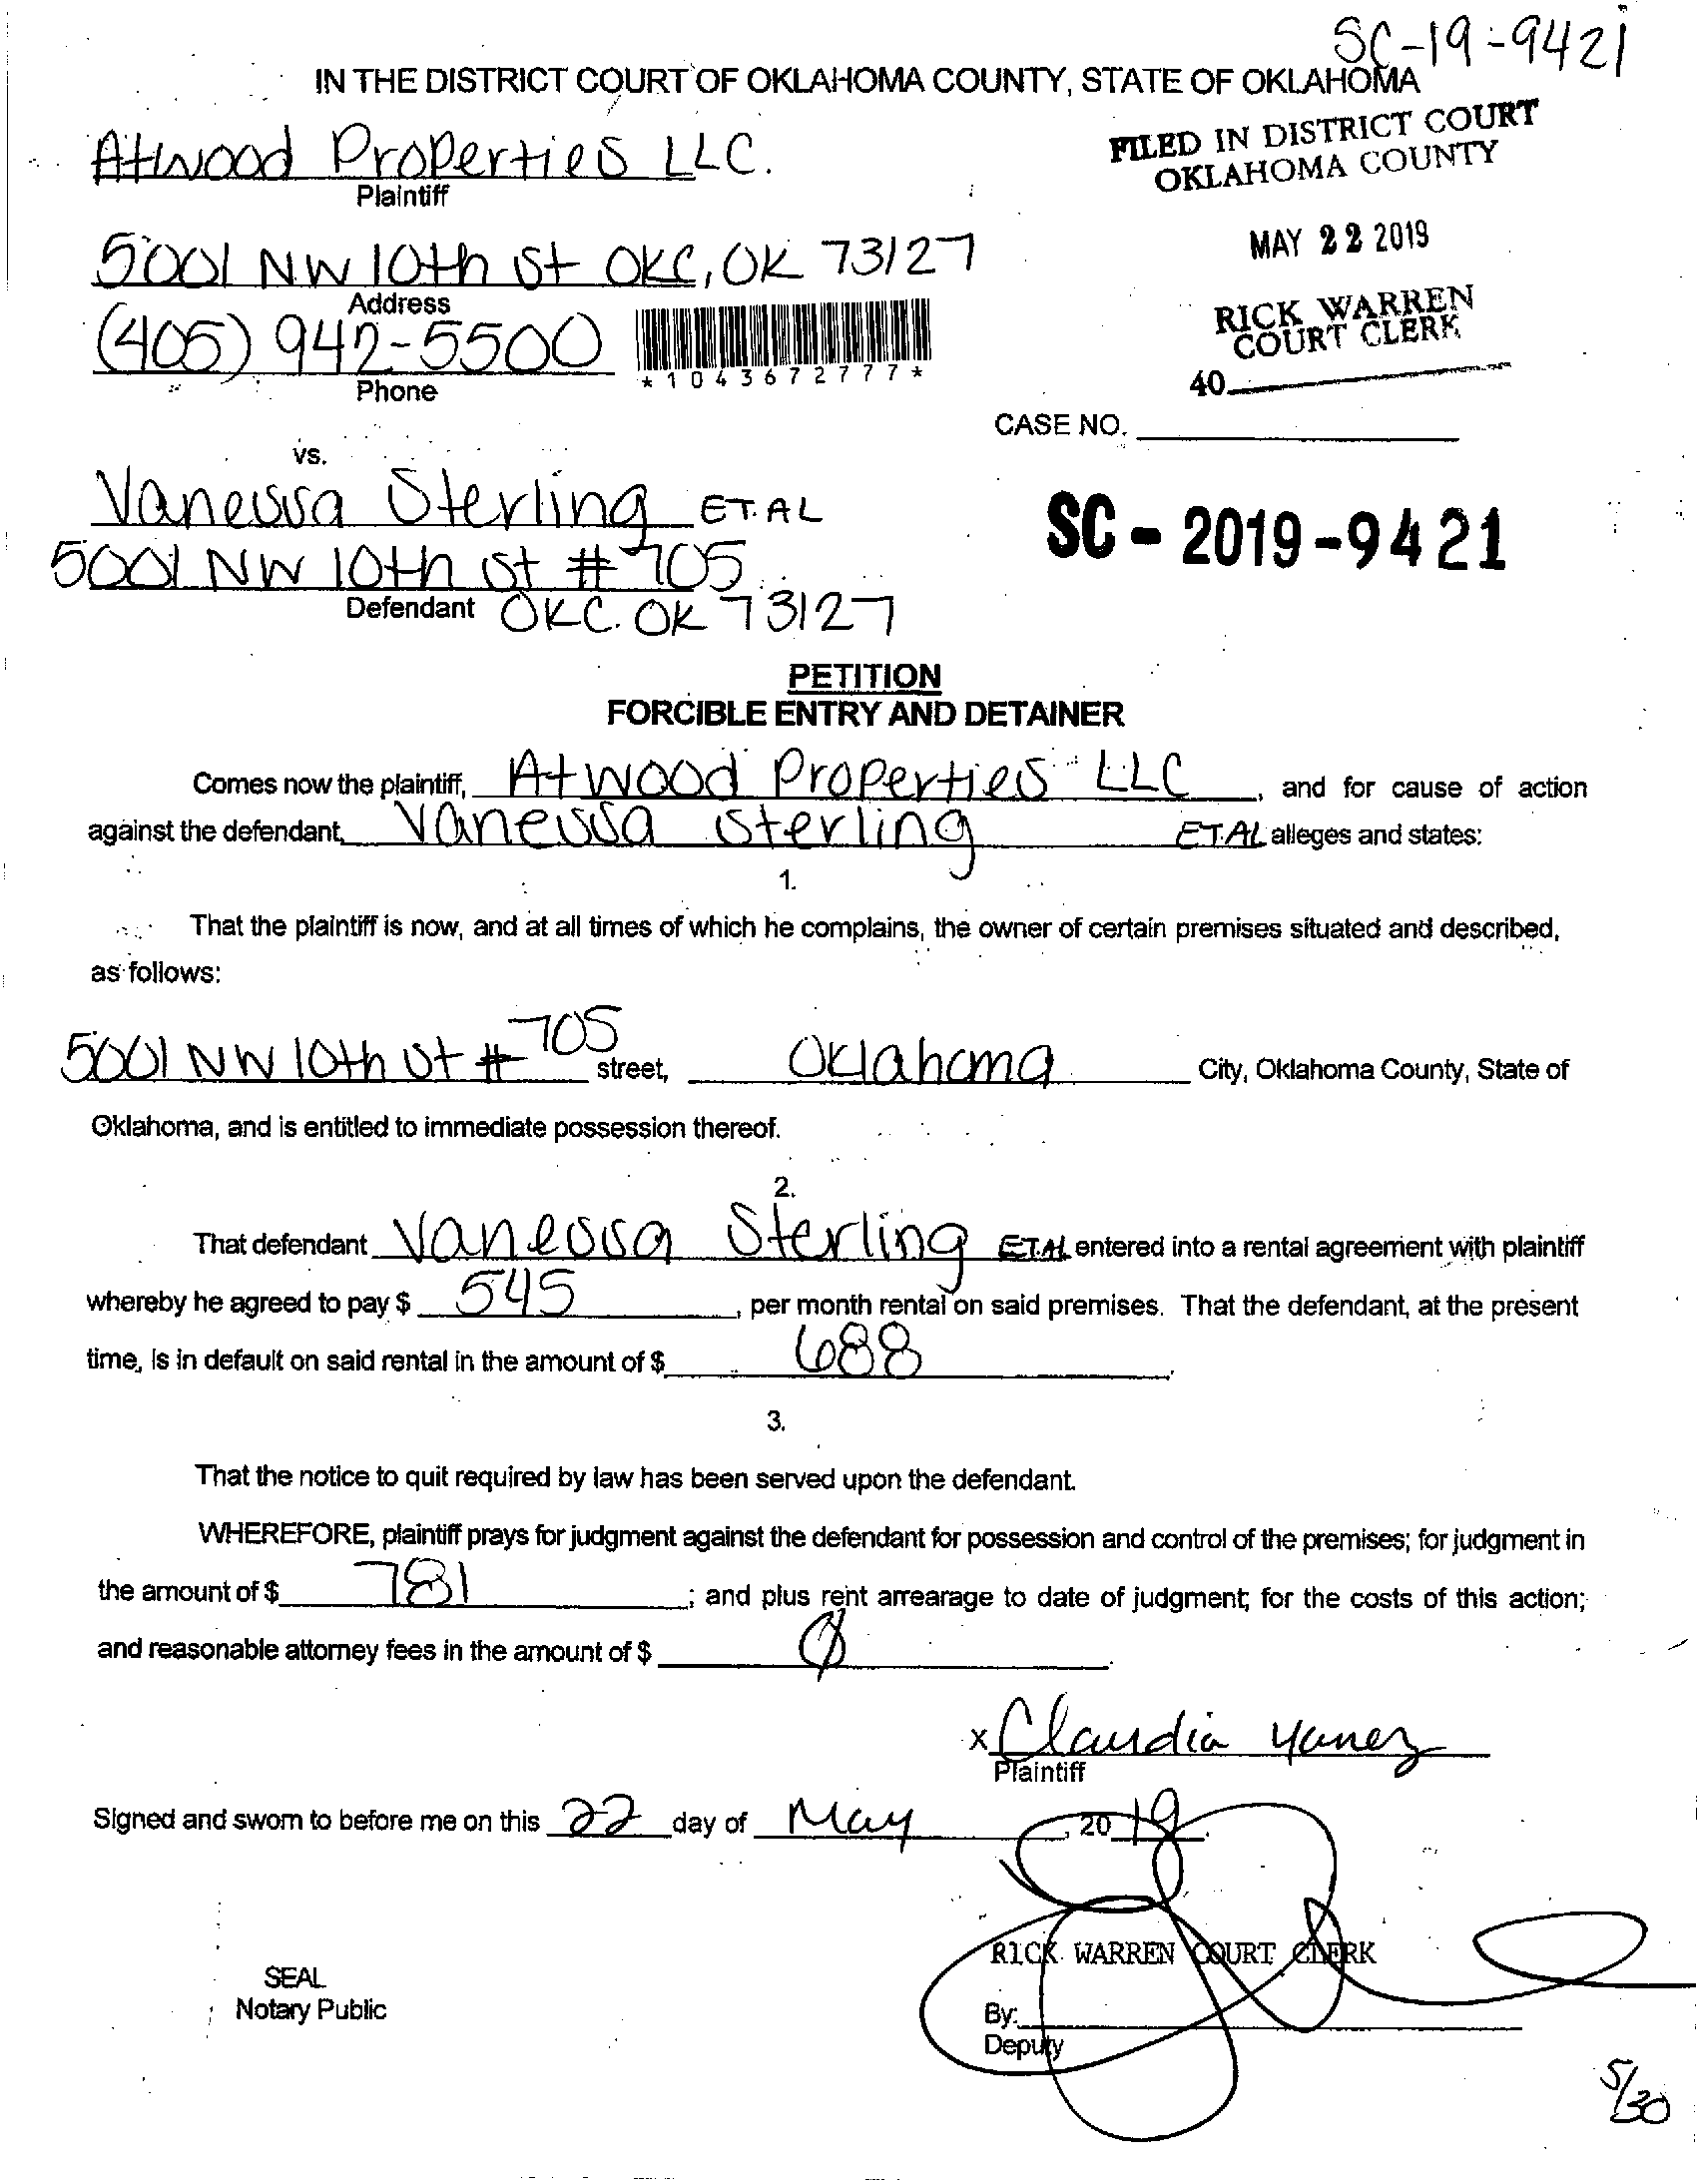 SC-19-9421
IN THE DISTRICT COURT OF OKLAHOMA COUNTY, STATE OF OKLAHOMA
Atwood Properties LLC.
Plaintiff
FILED IN DISTRICT COURT
OKLAHOMA COUNTY
5001 NW 10th St OKC, OK 73127
Address
MAY 22 2019
(405) 942-5500
Phone
*1043672777*
RICK WARREN
COURT CLERK
40
CASE NO.
vs.
Vanessa Sterling ET. AL
5001 NW 10th St # 705
Defendant OKC. OK 73127
SC - 2019 - 9421
PETITION
FORCIBLE ENTRY AND DETAINER
Comes now the plaintiff, Atwood Properties LLC, and for cause of action
against the defendant, Vanessa Sterling ET. AL alleges and states:
1.
That the plaintiff is now, and at all times of which he complains, the owner of certain premises situated and described,
as follows:
5001 NW 10th St # 705 street, Oklahoma City, Oklahoma County, State of
Oklahoma, and is entitled to immediate possession thereof.
2.
That defendant Vanessa Sterling ET. AL entered into a rental agreement with plaintiff
whereby he agreed to pay $ 545, per month rental on said premises. That the defendant, at the present
time, is in default on said rental in the amount of $ 688.
3.
That the notice to quit required by law has been served upon the defendant.
WHEREFORE, plaintiff prays for judgment against the defendant for possession and control of the premises; for judgment in
the amount of $ 781; and plus rent arrearage to date of judgment; for the costs of this action;
and reasonable attorney fees in the amount of $ Ø.
x Claudia Yanez
Plaintiff
Signed and sworn to before me on this 22 day of May, 2019.
RICK WARREN COURT CLERK
SEAL
Notary Public
By:
Deputy
5/30